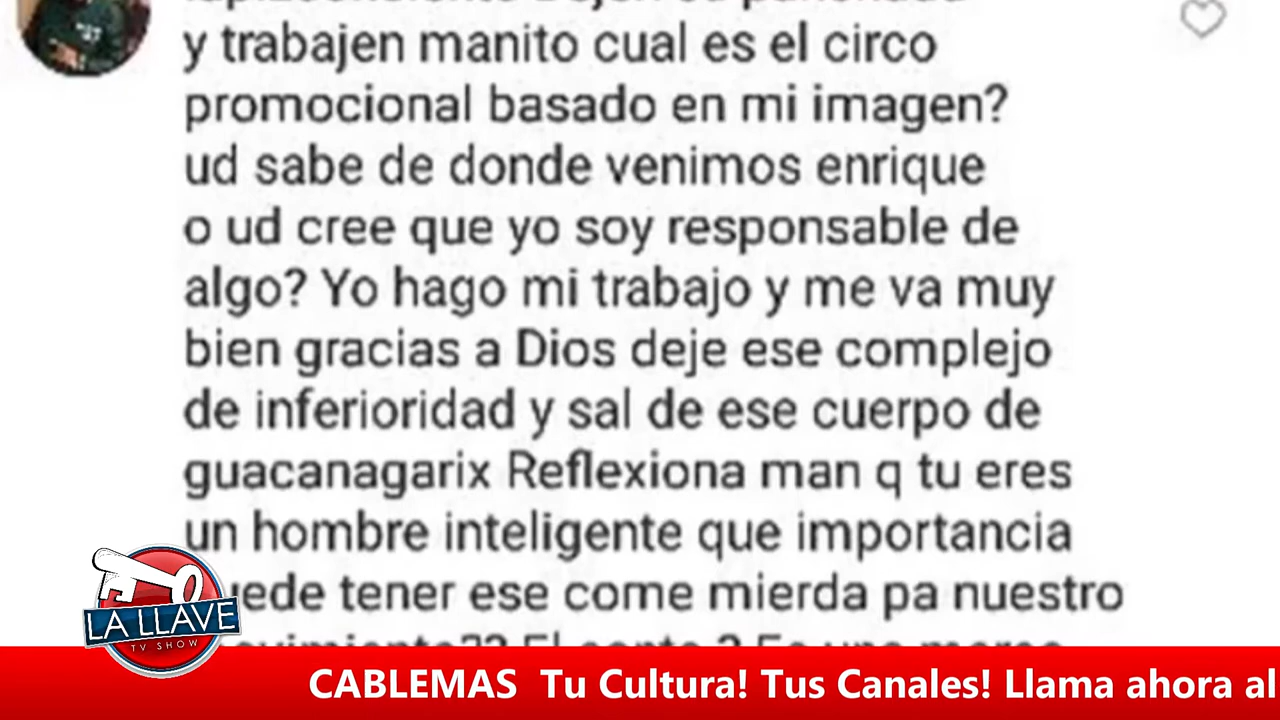 y trabajen manito cual es el circo
promocional basado en mi imagen?
ud sabe de donde venimos enrique
o ud cree que yo soy responsable de
algo? Yo hago mi trabajo y me va muy
bien gracias a Dios deje ese complejo
de inferioridad y sal de ese cuerpo de
guacanagarix Reflexiona man q tu eres
un hombre inteligente que importancia
tener ese come mierda pa nuestro
LA LLAVE
TV SHOW
CABLEMAS Tu Cultura! Tus Canales! Llama ahora al